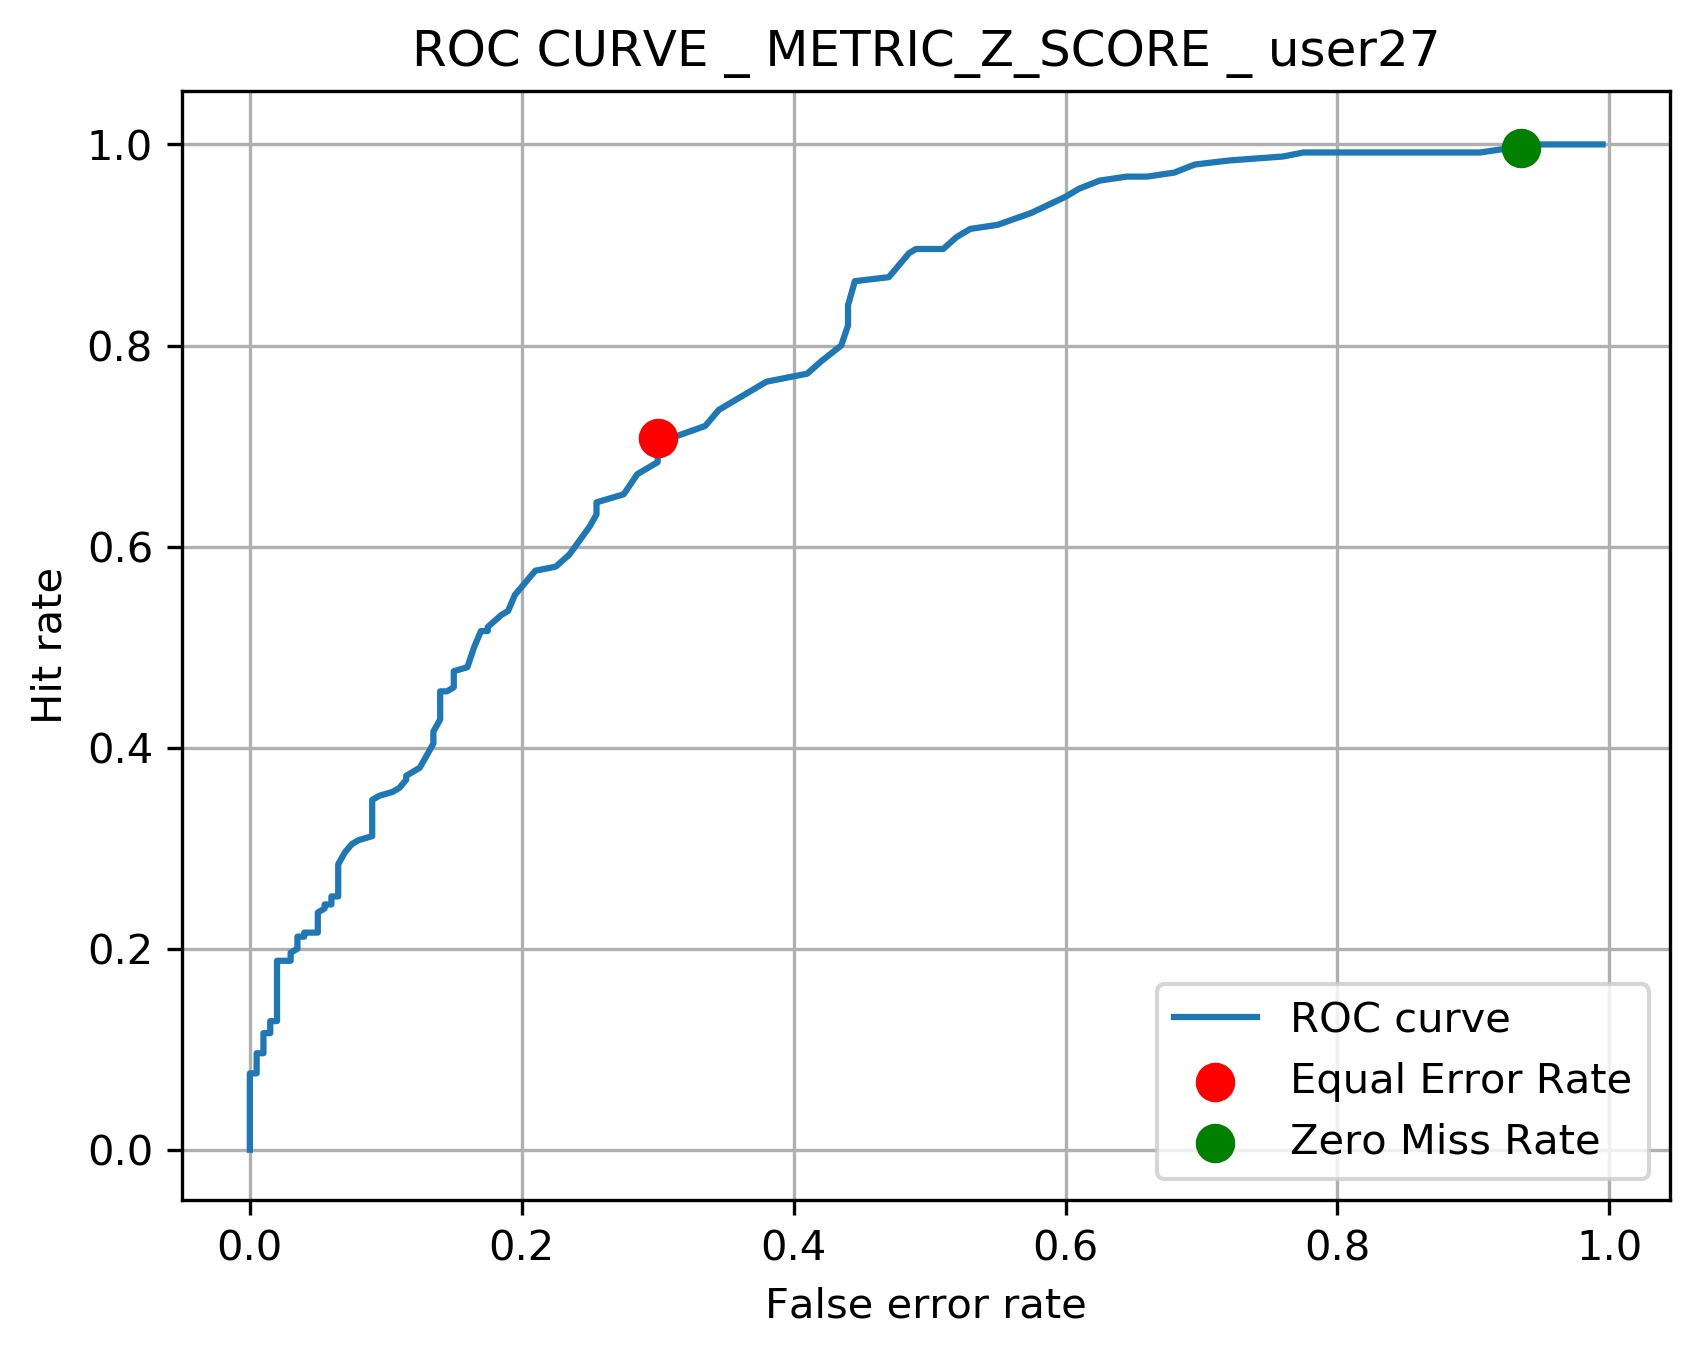 ROC CURVE _ METRIC_Z_SCORE _ user27
1.0
0.8
0.6
0.4
0.2
0.0
Hit rate
0.0 0.2 0.4 0.6 0.8 1.0
False error rate
ROC curve
Equal Error Rate
Zero Miss Rate